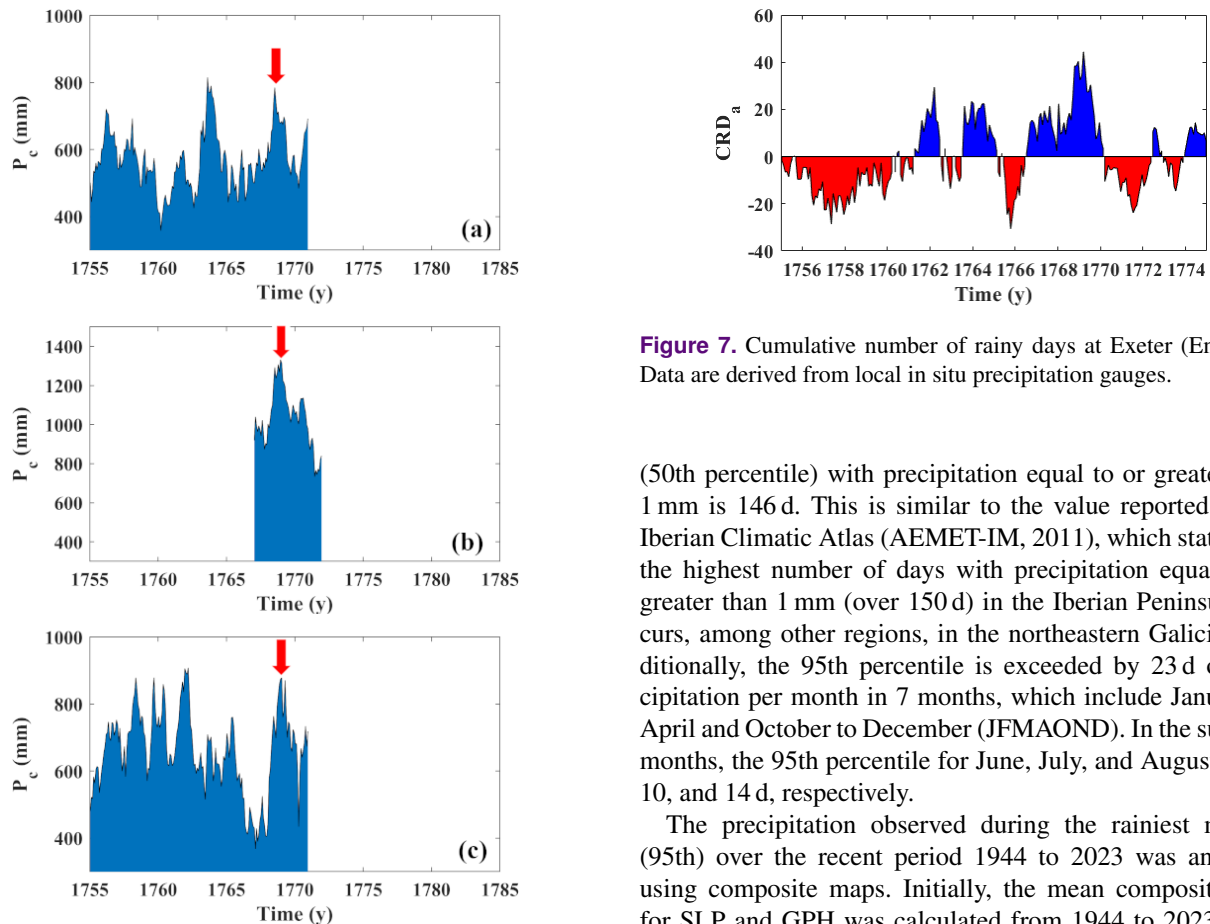 1000
800
600
400
P_c (mm)
(a)
1755 1760 1765 1770 1775 1780 1785
Time (y)
1400
1200
1000
800
600
400
P_c (mm)
(b)
1755 1760 1765 1770 1775 1780 1785
Time (y)
1000
800
600
400
P_c (mm)
(c)
1755 1760 1765 1770 1775 1780 1785
Time (y)
60
40
20
0
-20
-40
CRD_a
1756 1758 1760 1762 1764 1766 1768 1770 1772 1774
Time (y)
Figure 7. Cumulative number of rainy days at Exeter (En
Data are derived from local in situ precipitation gauges.
(50th percentile) with precipitation equal to or greate
1 mm is 146 d. This is similar to the value reported
Iberian Climatic Atlas (AEMET-IM, 2011), which stat
the highest number of days with precipitation equa
greater than 1 mm (over 150 d) in the Iberian Peninsu
curs, among other regions, in the northeastern Galici
ditionally, the 95th percentile is exceeded by 23 d o
cipitation per month in 7 months, which include Janu
April and October to December (JFMAOND). In the su
months, the 95th percentile for June, July, and Augus
10, and 14 d, respectively.
The precipitation observed during the rainiest m
(95th) over the recent period 1944 to 2023 was an
using composite maps. Initially, the mean composit
for SLP and GPH was calculated from 1944 to 2023